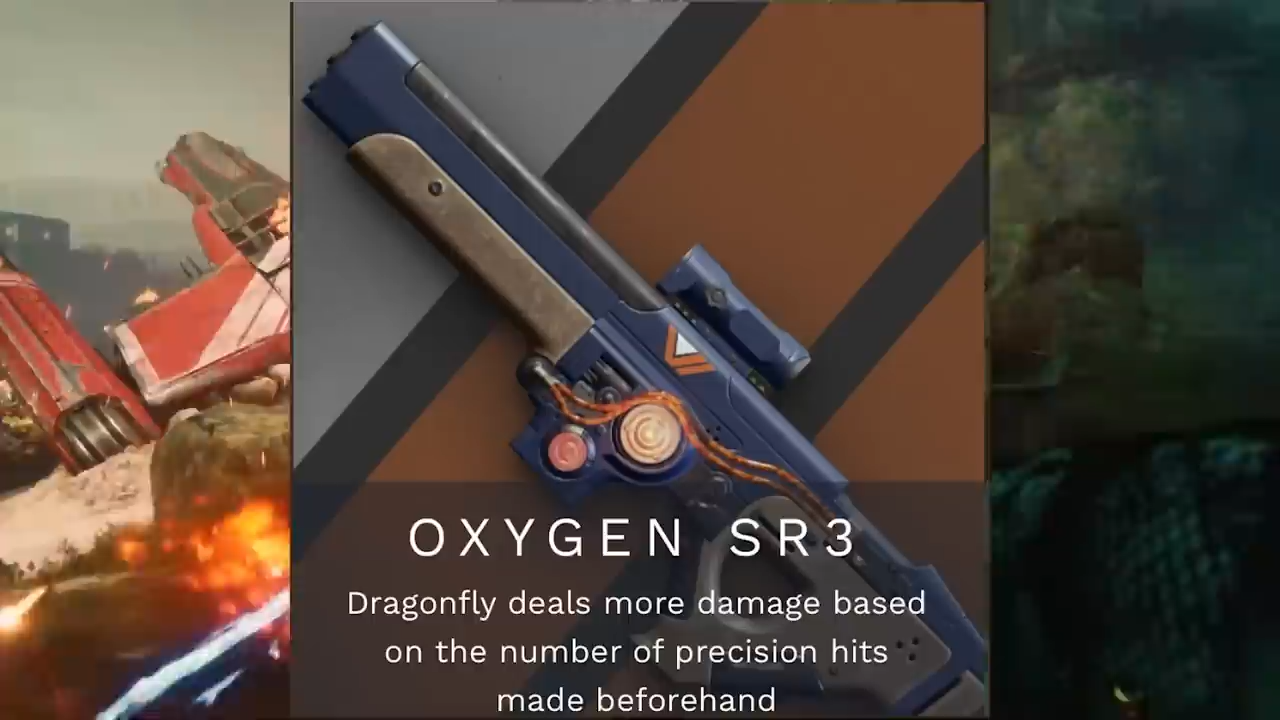 OXYGEN SR3
Dragonfly deals more damage based
on the number of precision hits
made beforehand